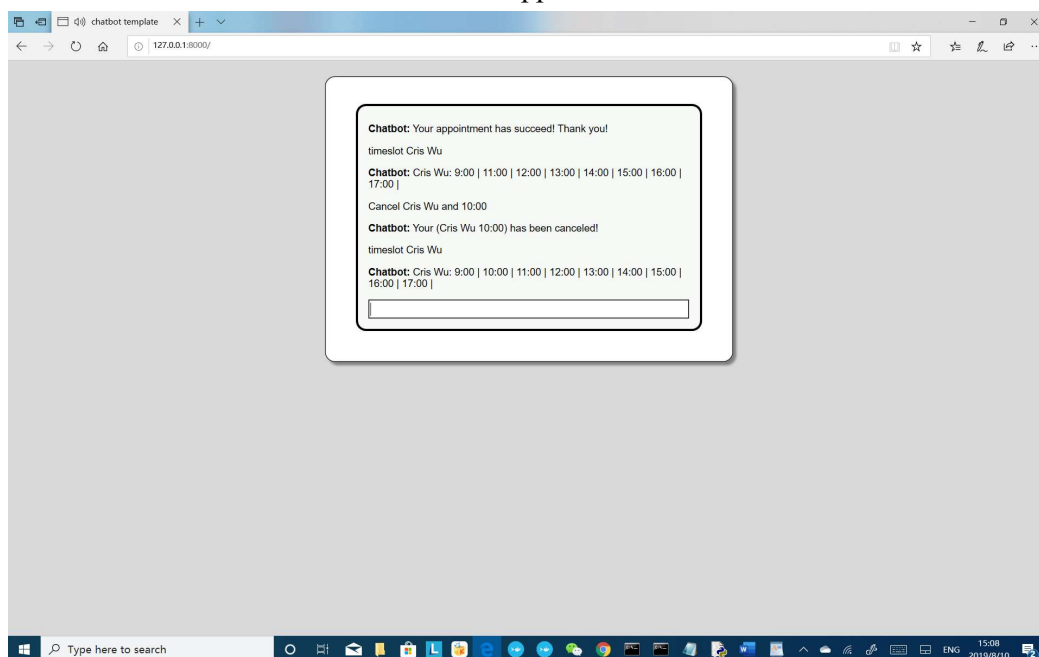 chatbot template
127.0.0.1:8000/
Chatbot: Your appointment has succeed! Thank you!
timeslot Cris Wu
Chatbot: Cris Wu: 9:00 | 11:00 | 12:00 | 13:00 | 14:00 | 15:00 | 16:00 |
17:00 |
Cancel Cris Wu and 10:00
Chatbot: Your (Cris Wu 10:00) has been canceled!
timeslot Cris Wu
Chatbot: Cris Wu: 9:00 | 10:00 | 11:00 | 12:00 | 13:00 | 14:00 | 15:00 |
16:00 | 17:00 |
Type here to search
ENG
15:08
2019/8/10